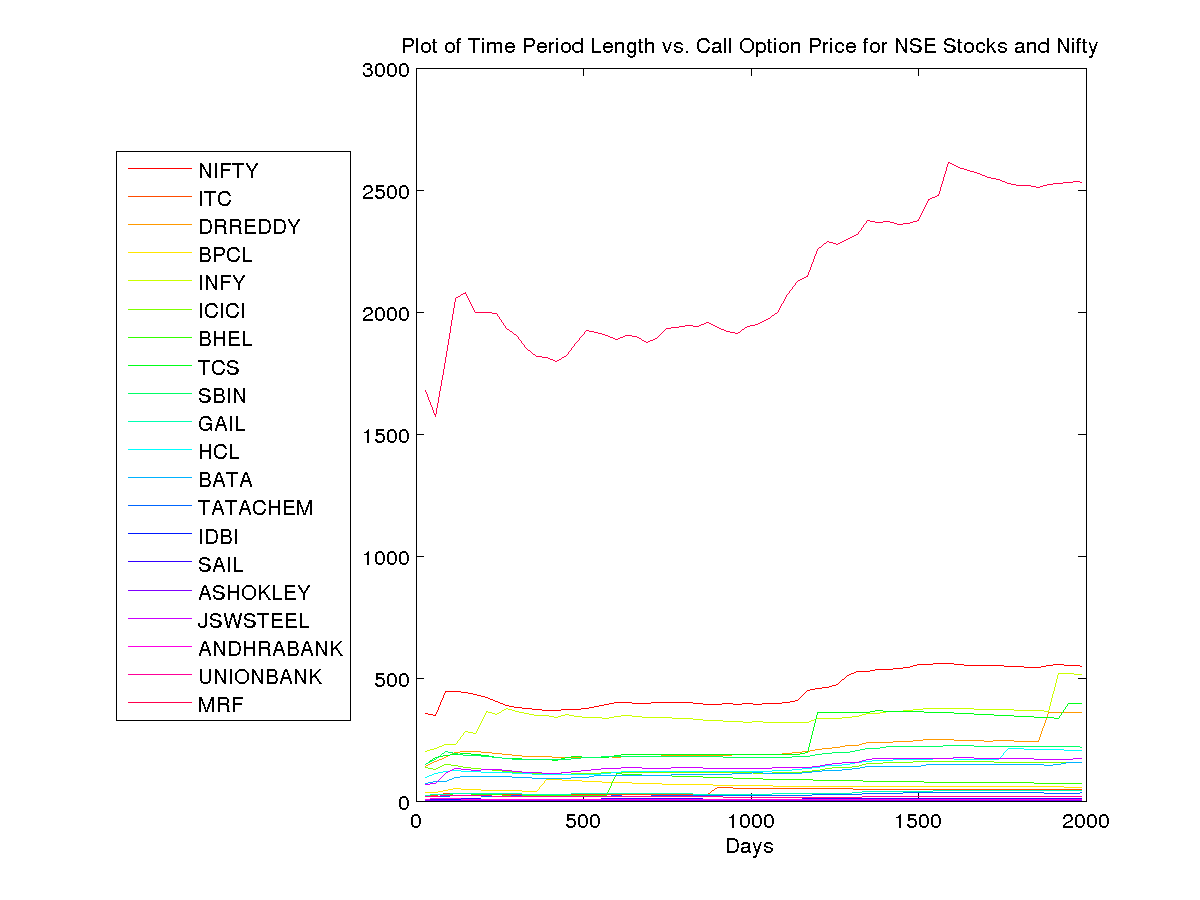 Plot of Time Period Length vs. Call Option Price for NSE Stocks and Nifty
NIFTY
ITC
DRREDDY
BPCL
INFY
ICICI
BHEL
TCS
SBIN
GAIL
HCL
BATA
TATACHEM
IDBI
SAIL
ASHOKLEY
JSWSTEEL
ANDHRABANK
UNIONBANK
MRF
3000
2500
2000
1500
1000
500
0
0 500 1000 1500 2000
Days